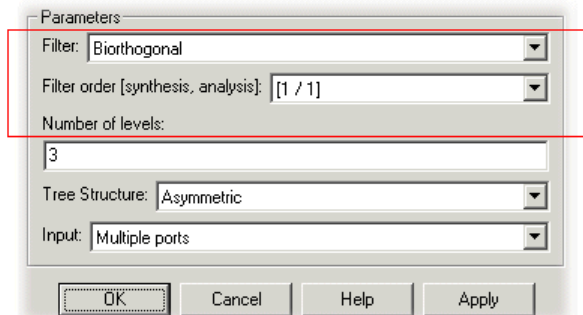 Parameters
Filter: Biorthogonal
Filter order [synthesis, analysis]: [1 / 1]
Number of levels:
3
Tree Structure: Asymmetric
Input: Multiple ports
OK Cancel Help Apply